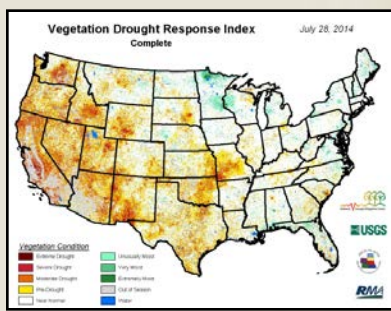 Vegetation Drought Response Index
July 28, 2014
Complete
Vegetation Condition
Extreme Drought
Severe Drought
Moderate Drought
Pre-Drought
Near Normal
Unusually Moist
Very Moist
Extremely Moist
Out of Season
Water
USGS
RMA